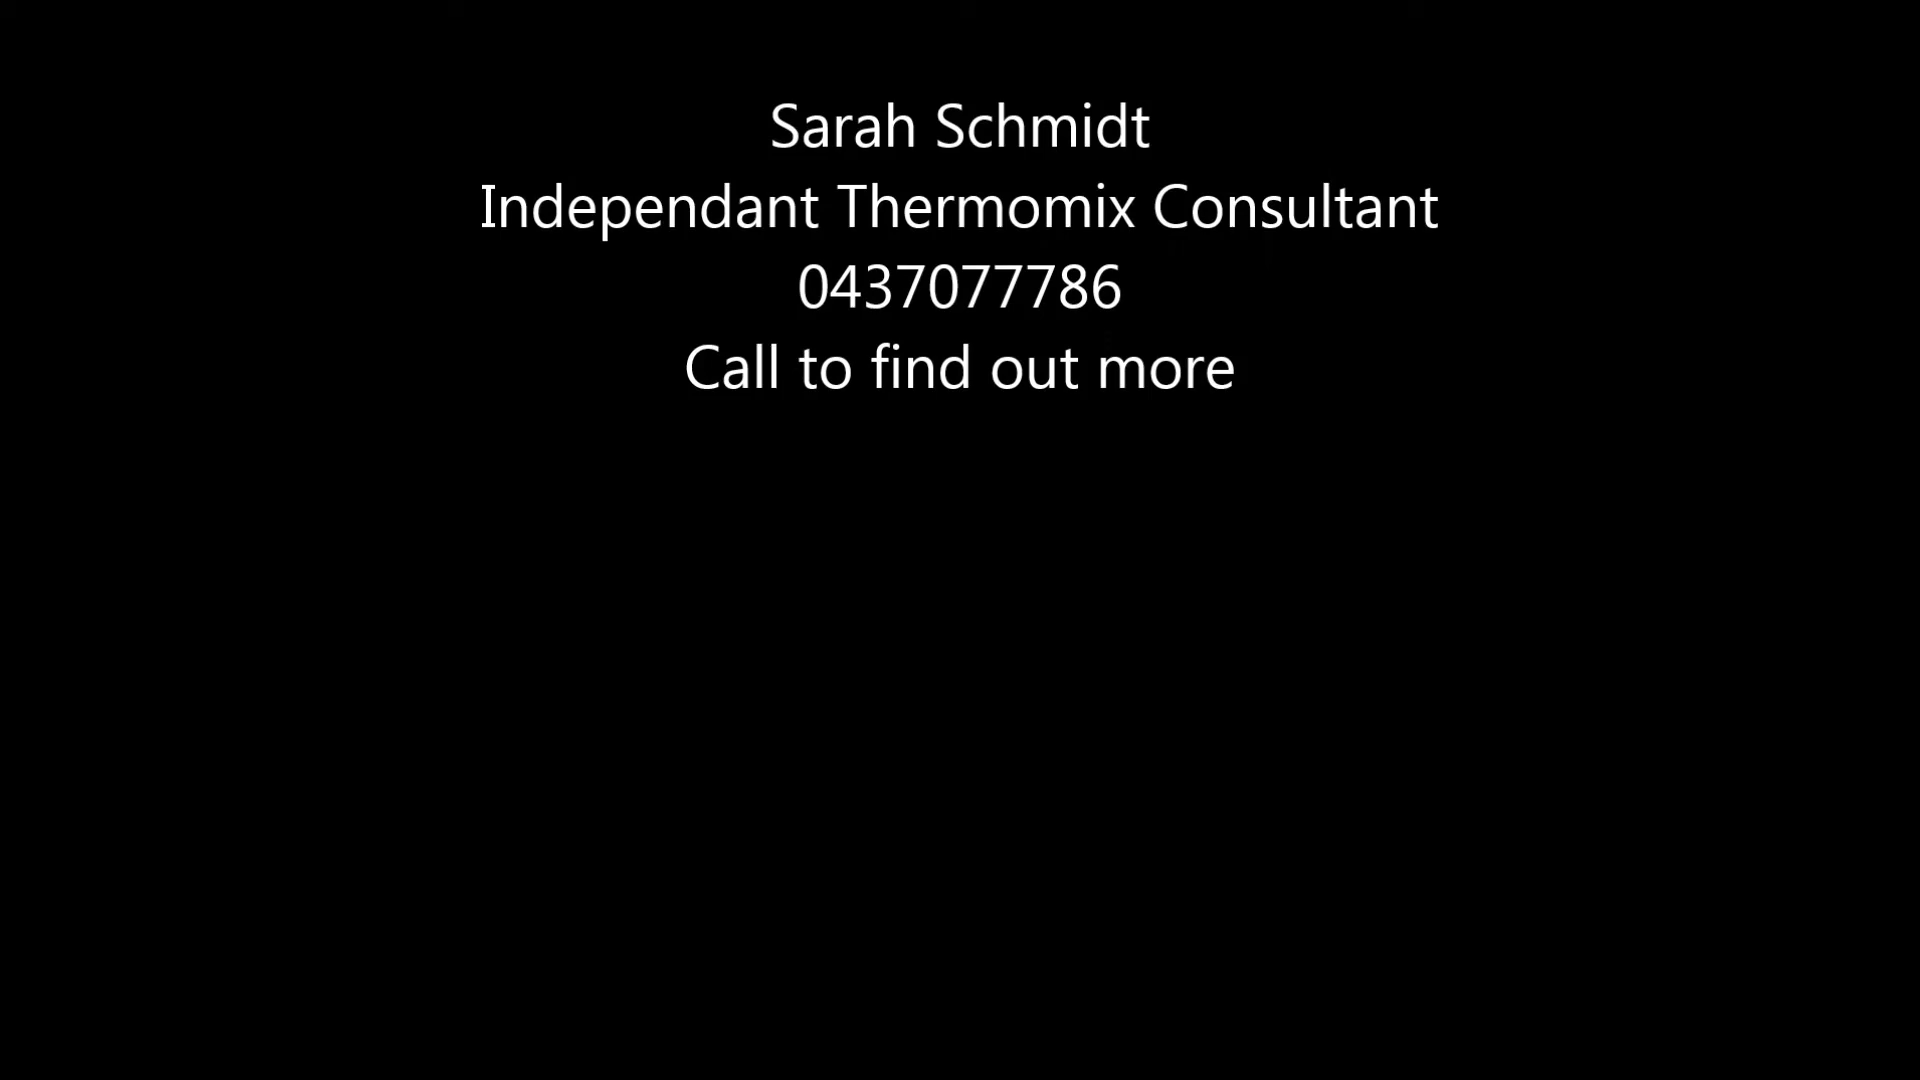 Sarah Schmidt
Independant Thermomix Consultant
0437077786
Call to find out more